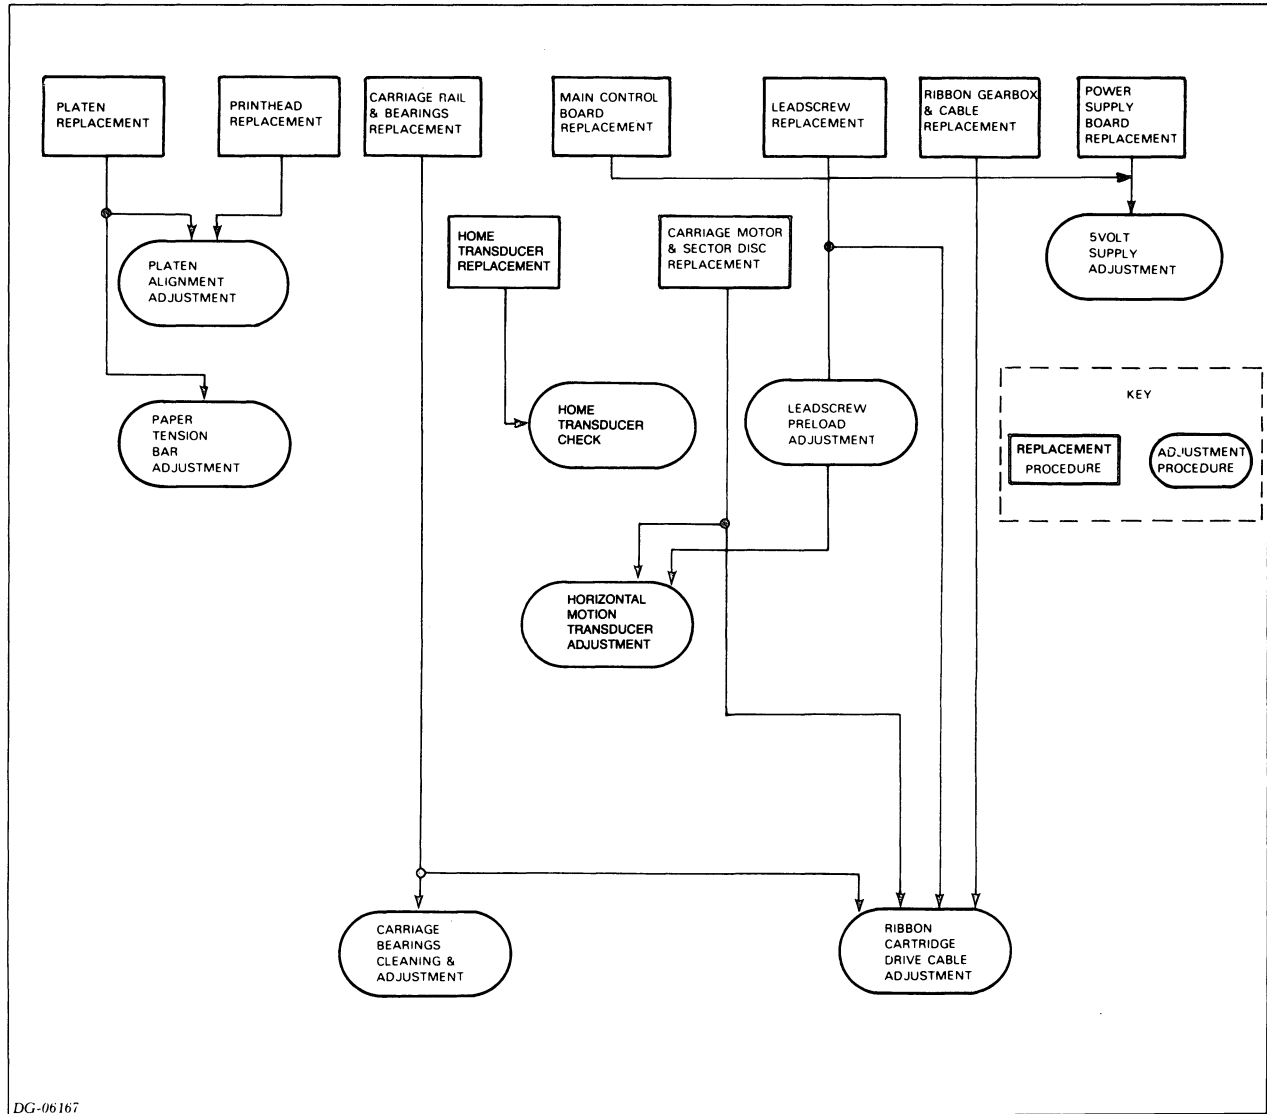 PLATEN
REPLACEMENT
PRINTHEAD
REPLACEMENT
CARRIAGE RAIL
& BEARINGS
REPLACEMENT
MAIN CONTROL
BOARD
REPLACEMENT
LEADSCREW
REPLACEMENT
RIBBON GEARBOX
& CABLE
REPLACEMENT
POWER
SUPPLY
BOARD
REPLACEMENT
HOME
TRANSDUCER
REPLACEMENT
CARRIAGE MOTOR
& SECTOR DISC
REPLACEMENT
5VOLT
SUPPLY
ADJUSTMENT
PLATEN
ALIGNMENT
ADJUSTMENT
PAPER
TENSION
BAR
ADJUSTMENT
HOME
TRANSDUCER
CHECK
LEADSCREW
PRELOAD
ADJUSTMENT
KEY
REPLACEMENT
PROCEDURE
ADJUSTMENT
PROCEDURE
HORIZONTAL
MOTION
TRANSDUCER
ADJUSTMENT
CARRIAGE
BEARINGS
CLEANING &
ADJUSTMENT
RIBBON
CARTRIDGE
DRIVE CABLE
ADJUSTMENT
DG-06167